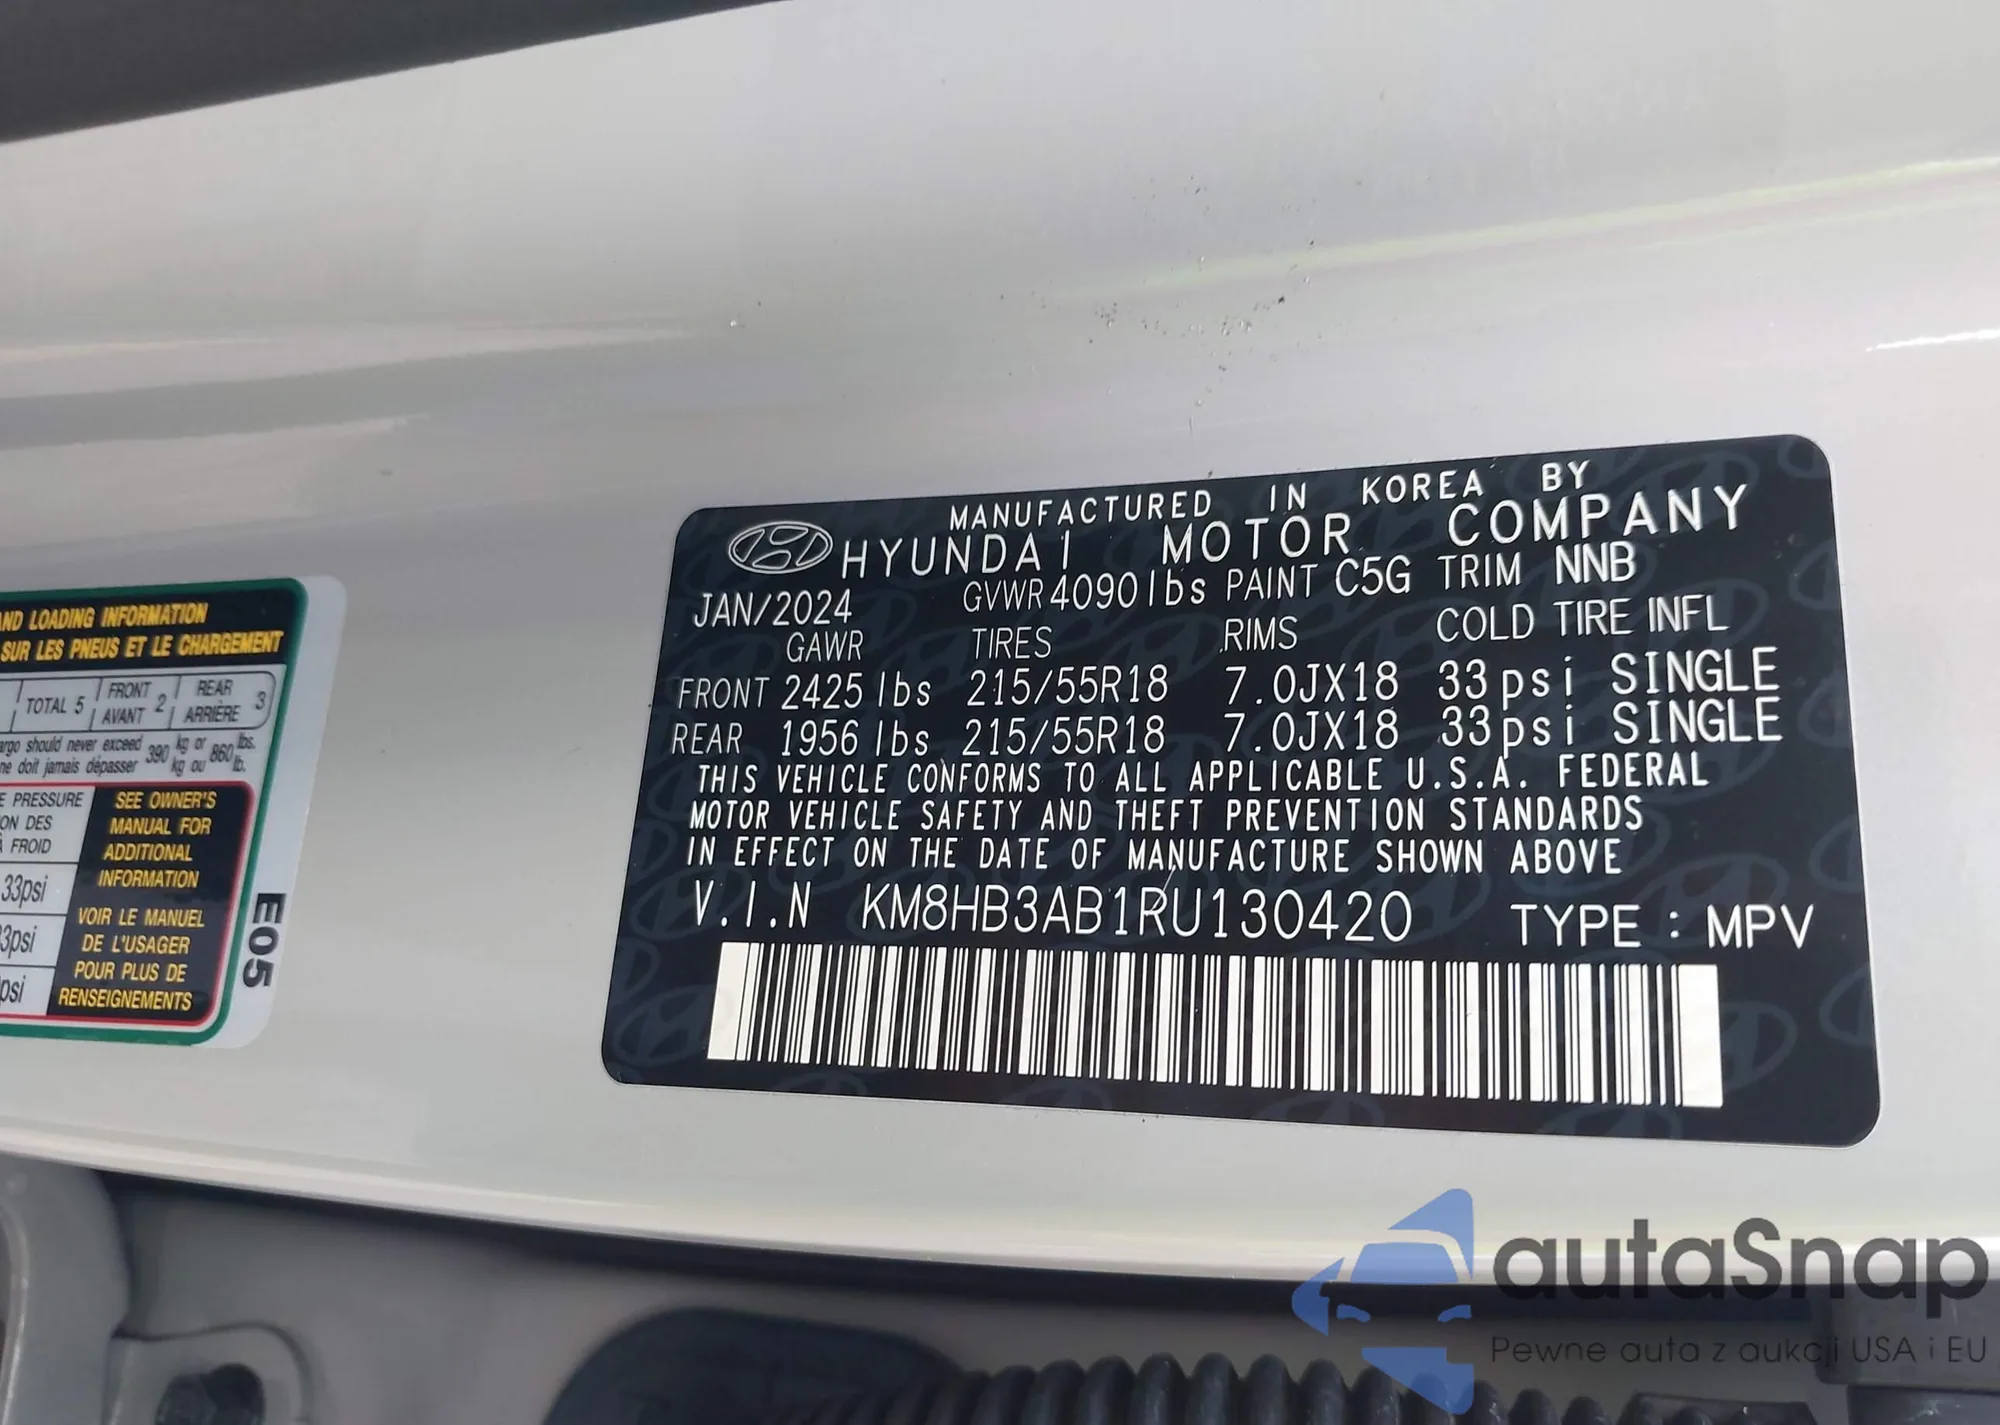 MANUFACTURED IN KOREA BY
HYUNDAI MOTOR COMPANY
JAN/2024 GVWR 4090lbs PAINT C5G TRIM NNB
GAWR TIRES RIMS COLD TIRE INFL
FRONT 2425 lbs 215/55R18 7.0JX18 33psi SINGLE
REAR 1956 lbs 215/55R18 7.0JX18 33psi SINGLE
THIS VEHICLE CONFORMS TO ALL APPLICABLE U.S.A. FEDERAL
MOTOR VEHICLE SAFETY AND THEFT PREVENTION STANDARDS
IN EFFECT ON THE DATE OF MANUFACTURE SHOWN ABOVE
V.I.N KM8HB3AB1RU130420 TYPE : MPV
LOADING INFORMATION
SUR LES PNEUS ET LE CHARGEMENT
TOTAL 5 FRONT AVANT 2 REAR ARRIÈRE 3
should never exceed 390 kg or 860 lbs.
doit jamais dépasser kg ou lb.
PRESSURE
DES
FROID
33psi
SEE OWNER'S
MANUAL FOR
ADDITIONAL
INFORMATION
VOIR LE MANUEL
DE L'USAGER
POUR PLUS DE
RENSEIGNEMENTS
E05
autaSnap
Pewne auta z aukcji USA i EU